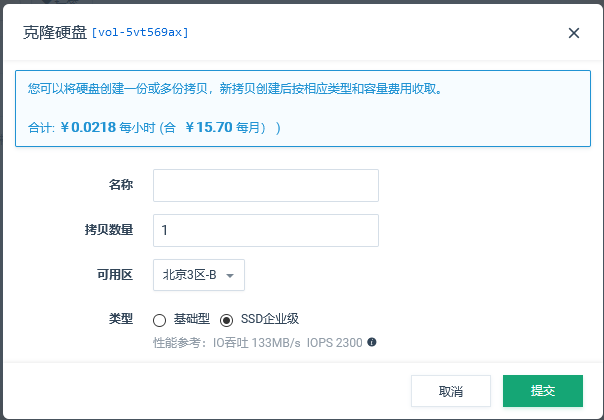 克隆硬盘 [vol-5vt569ax]
您可以将硬盘创建一份或多份拷贝，新拷贝创建后按相应类型和容量费用收取。
合计: ￥0.0218 每小时 (合 ￥15.70 每月） )
名称
拷贝数量 1
可用区 北京3区-B
类型 基础型 SSD企业级
性能参考：IO吞吐 133MB/s IOPS 2300
取消 提交